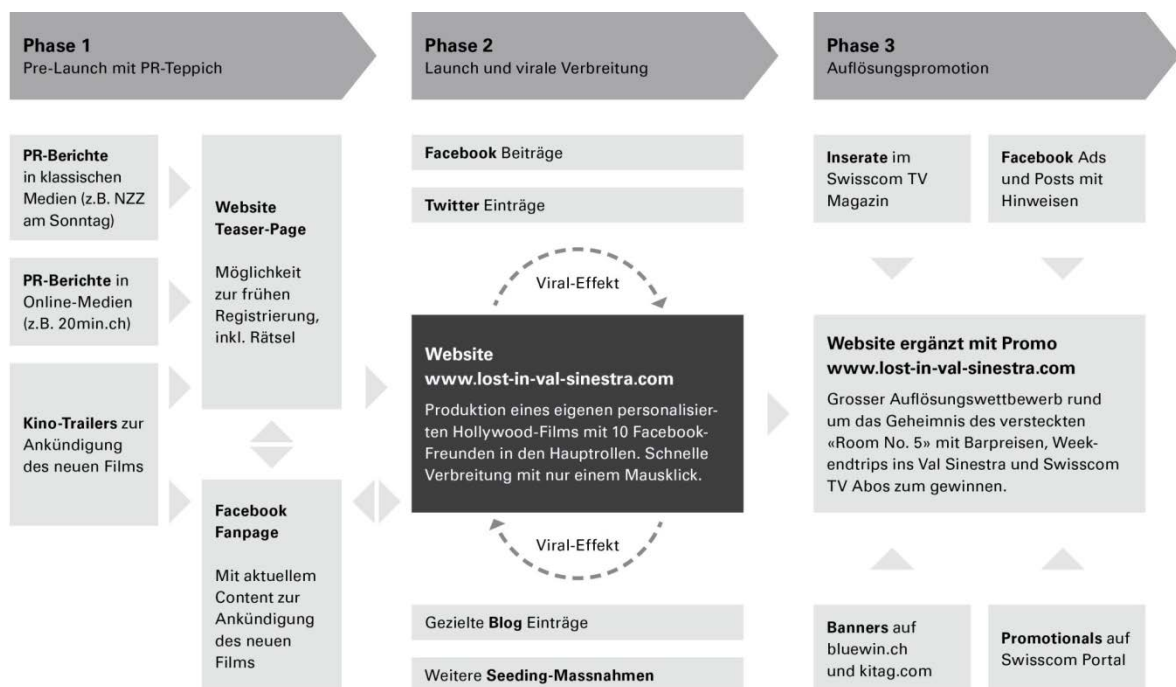 Phase 1
Pre-Launch mit PR-Teppich
PR-Berichte
in klassischen
Medien (z.B. NZZ
am Sonntag)
PR-Berichte in
Online-Medien
(z.B. 20min.ch)
Kino-Trailers zur
Ankündigung
des neuen Films
Website
Teaser-Page
Möglichkeit
zur frühen
Registrierung,
inkl. Rätsel
Facebook
Fanpage
Mit aktuellem
Content zur
Ankündigung
des neuen
Films
Phase 2
Launch und virale Verbreitung
Facebook Beiträge
Twitter Einträge
Viral-Effekt
Website
www.lost-in-val-sinestra.com
Produktion eines eigenen personalisier-
ten Hollywood-Films mit 10 Facebook-
Freunden in den Hauptrollen. Schnelle
Verbreitung mit nur einem Mausklick.
Viral-Effekt
Gezielte Blog Einträge
Weitere Seeding-Massnahmen
Phase 3
Auflösungspromotion
Inserate im
Swisscom TV
Magazin
Facebook Ads
und Posts mit
Hinweisen
Website ergänzt mit Promo
www.lost-in-val-sinestra.com
Grosser Auflösungswettbewerb rund
um das Geheimnis des versteckten
«Room No. 5» mit Barpreisen, Week-
endtrips ins Val Sinestra und Swisscom
TV Abos zum gewinnen.
Banners auf
bluewin.ch
und kitag.com
Promotionals auf
Swisscom Portal